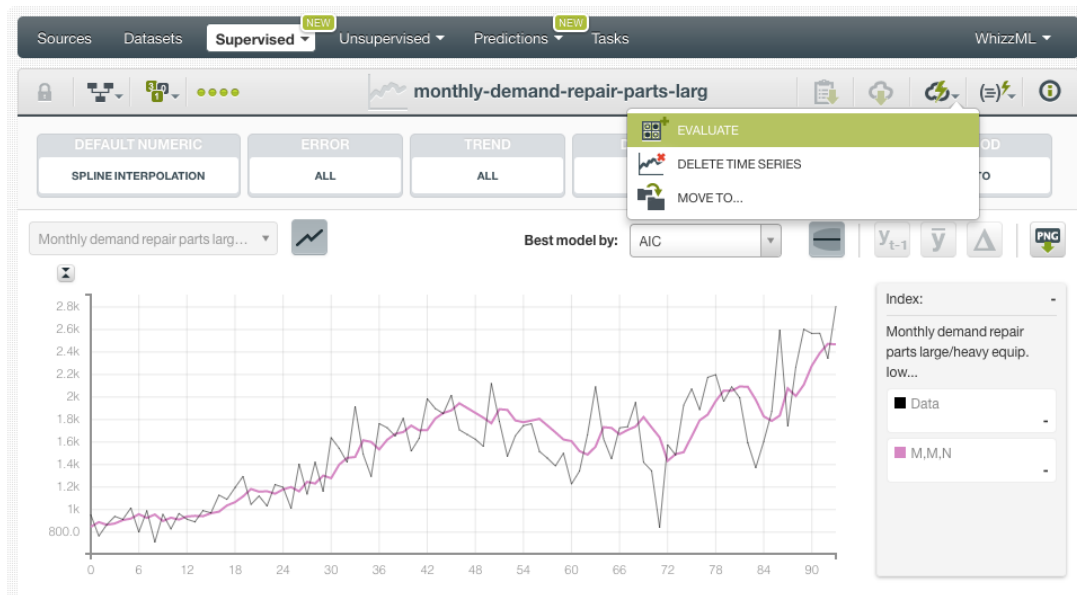 NEW NEW
Sources Datasets Supervised Unsupervised Predictions Tasks WhizzML
monthly-demand-repair-parts-larg
EVALUATE
DELETE TIME SERIES
MOVE TO...
DEFAULT NUMERIC ERROR TREND
SPLINE INTERPOLATION ALL ALL
Monthly demand repair parts larg...
Best model by: AIC
y t-1 y Δ PNG
2.8k
2.6k
2.4k
2.2k
2k
1.8k
1.6k
1.4k
1.2k
1k
800.0
0 6 12 18 24 30 36 42 48 54 60 66 72 78 84 90
Index: -
Monthly demand repair
parts large/heavy equip.
low...
Data
-
M,M,N
-